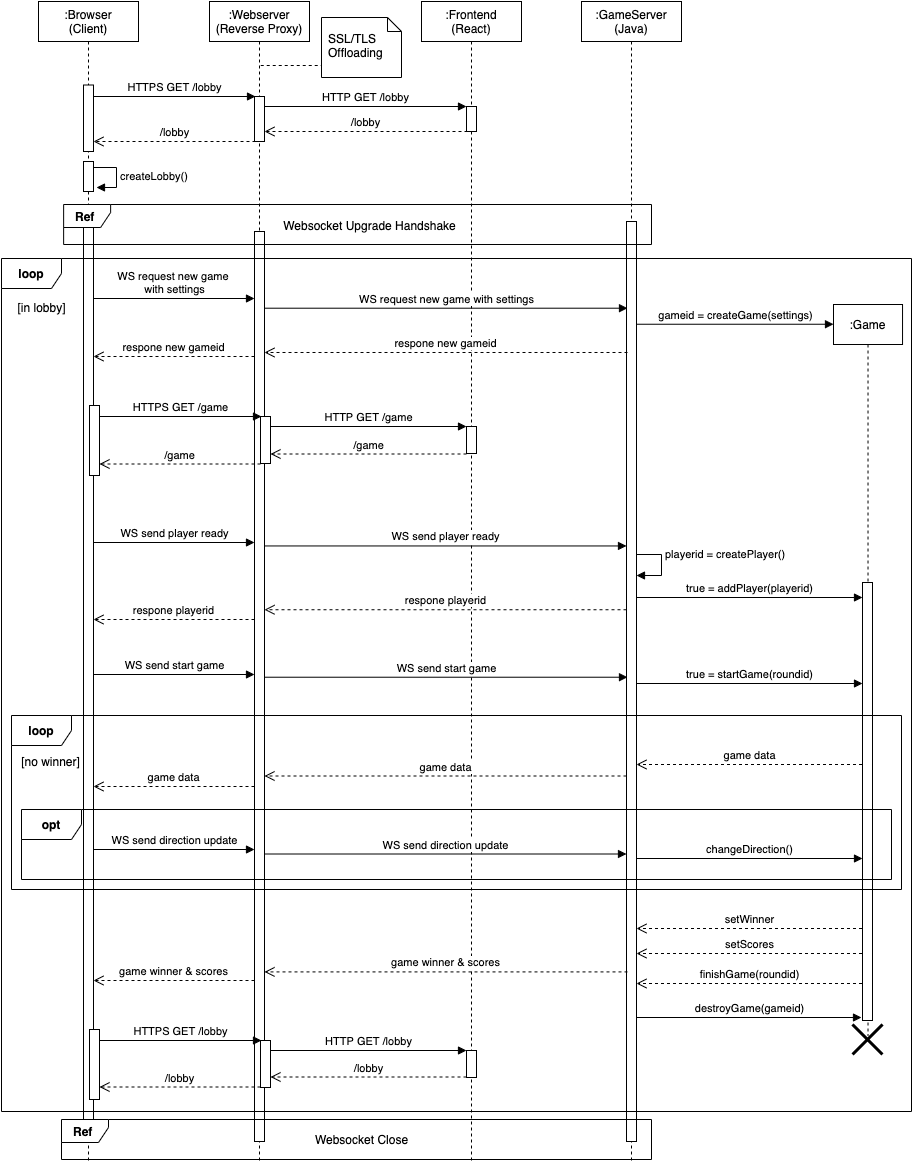 :Browser
(Client)
:Webserver
(Reverse Proxy)
:Frontend
(React)
:GameServer
(Java)
SSL/TLS
Offloading
HTTPS GET /lobby
HTTP GET /lobby
/lobby
/lobby
createLobby()
Ref
Websocket Upgrade Handshake
loop
[in lobby]
WS request new game
with settings
WS request new game with settings
gameid = createGame(settings)
:Game
respone new gameid
respone new gameid
HTTPS GET /game
HTTP GET /game
/game
/game
WS send player ready
WS send player ready
playerid = createPlayer()
true = addPlayer(playerid)
respone playerid
respone playerid
WS send start game
WS send start game
true = startGame(roundid)
loop
[no winner]
game data
game data
game data
opt
WS send direction update
WS send direction update
changeDirection()
setWinner
setScores
game winner & scores
game winner & scores
finishGame(roundid)
destroyGame(gameid)
HTTPS GET /lobby
HTTP GET /lobby
/lobby
/lobby
Ref
Websocket Close